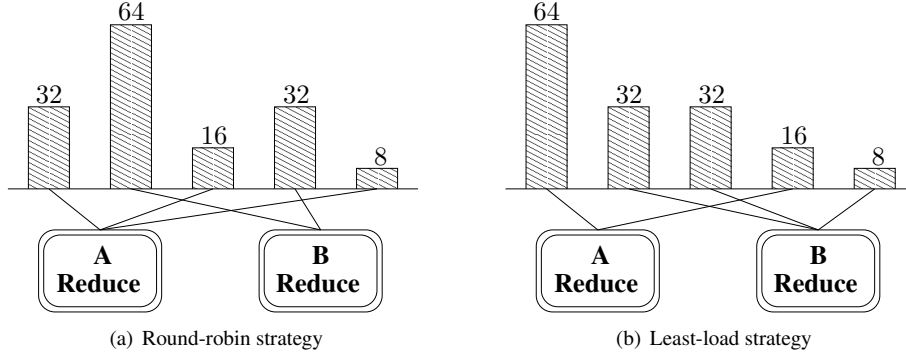 64
32
32
16
8
A
Reduce
B
Reduce
(a) Round-robin strategy
64
32
32
16
8
A
Reduce
B
Reduce
(b) Least-load strategy